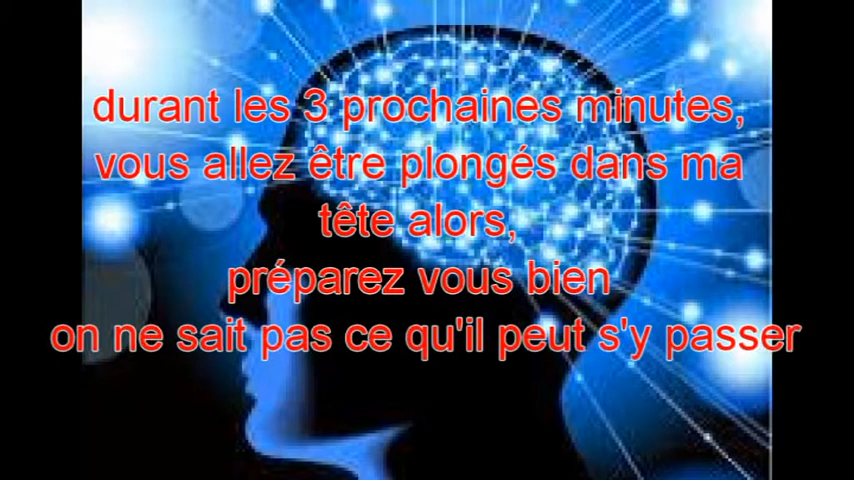 durant les 3 prochaines minutes,
vous allez être plongés dans ma
tête alors,
préparez vous bien
on ne sait pas ce qu'il peut s'y passer